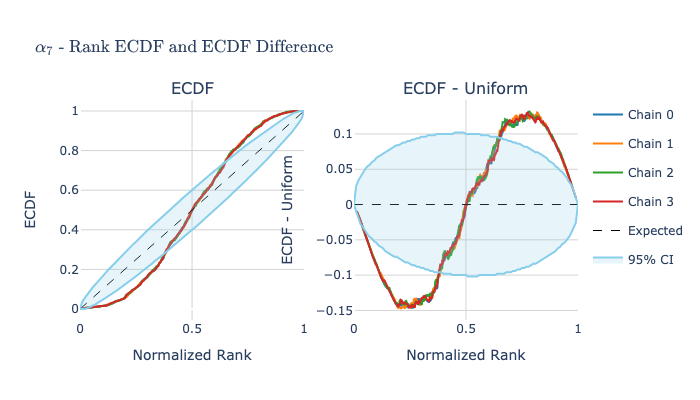 α₇ - Rank ECDF and ECDF Difference
ECDF
ECDF - Uniform
ECDF
1
0.8
0.6
0.4
0.2
0
0
0.5
1
Normalized Rank
ECDF - Uniform
0.1
0.05
0
−0.05
−0.1
−0.15
0
0.5
1
Normalized Rank
Chain 0
Chain 1
Chain 2
Chain 3
Expected
95% CI